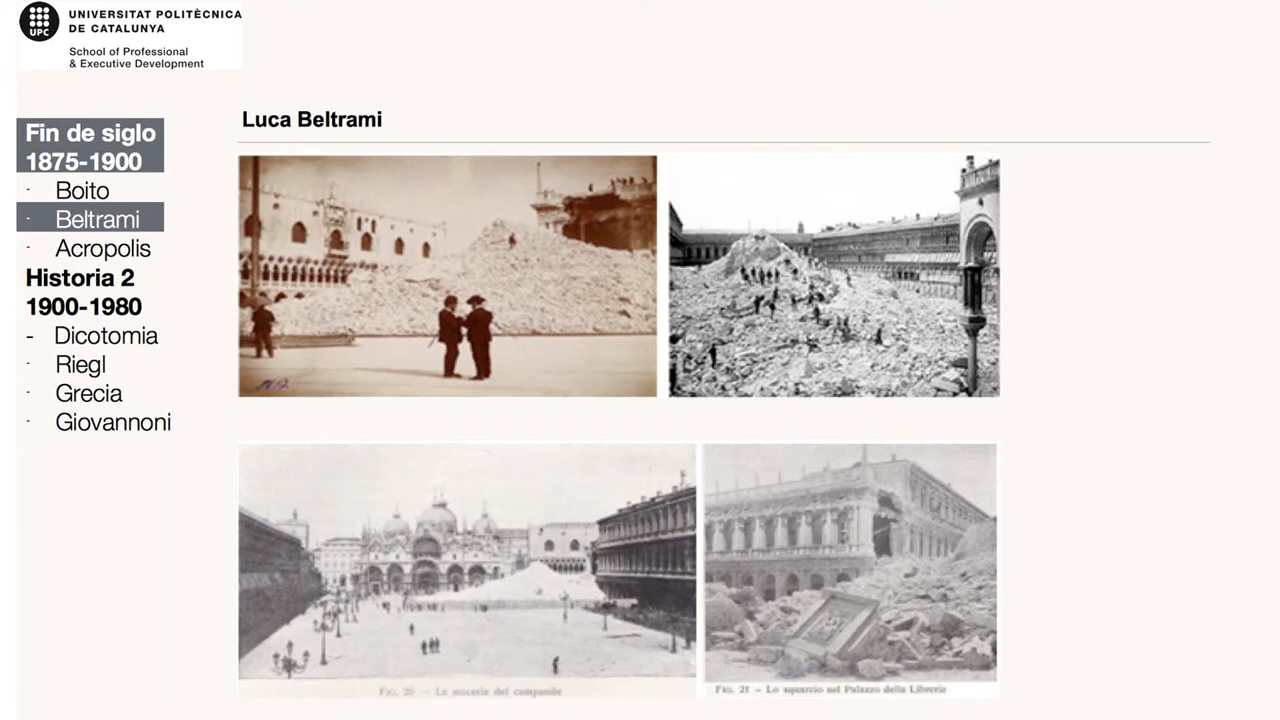 UPC
UNIVERSITAT POLITÈCNICA
DE CATALUNYA
School of Professional
& Executive Development
Luca Beltrami
Fin de siglo
1875-1900
- Boito
- Beltrami
- Acropolis
Historia 2
1900-1980
- Dicotomia
- Riegl
- Grecia
- Giovannoni
Fig. 20 — Le macerie del campanile
Fig. 21 — Lo squarcio nel Palazzo della Libreria